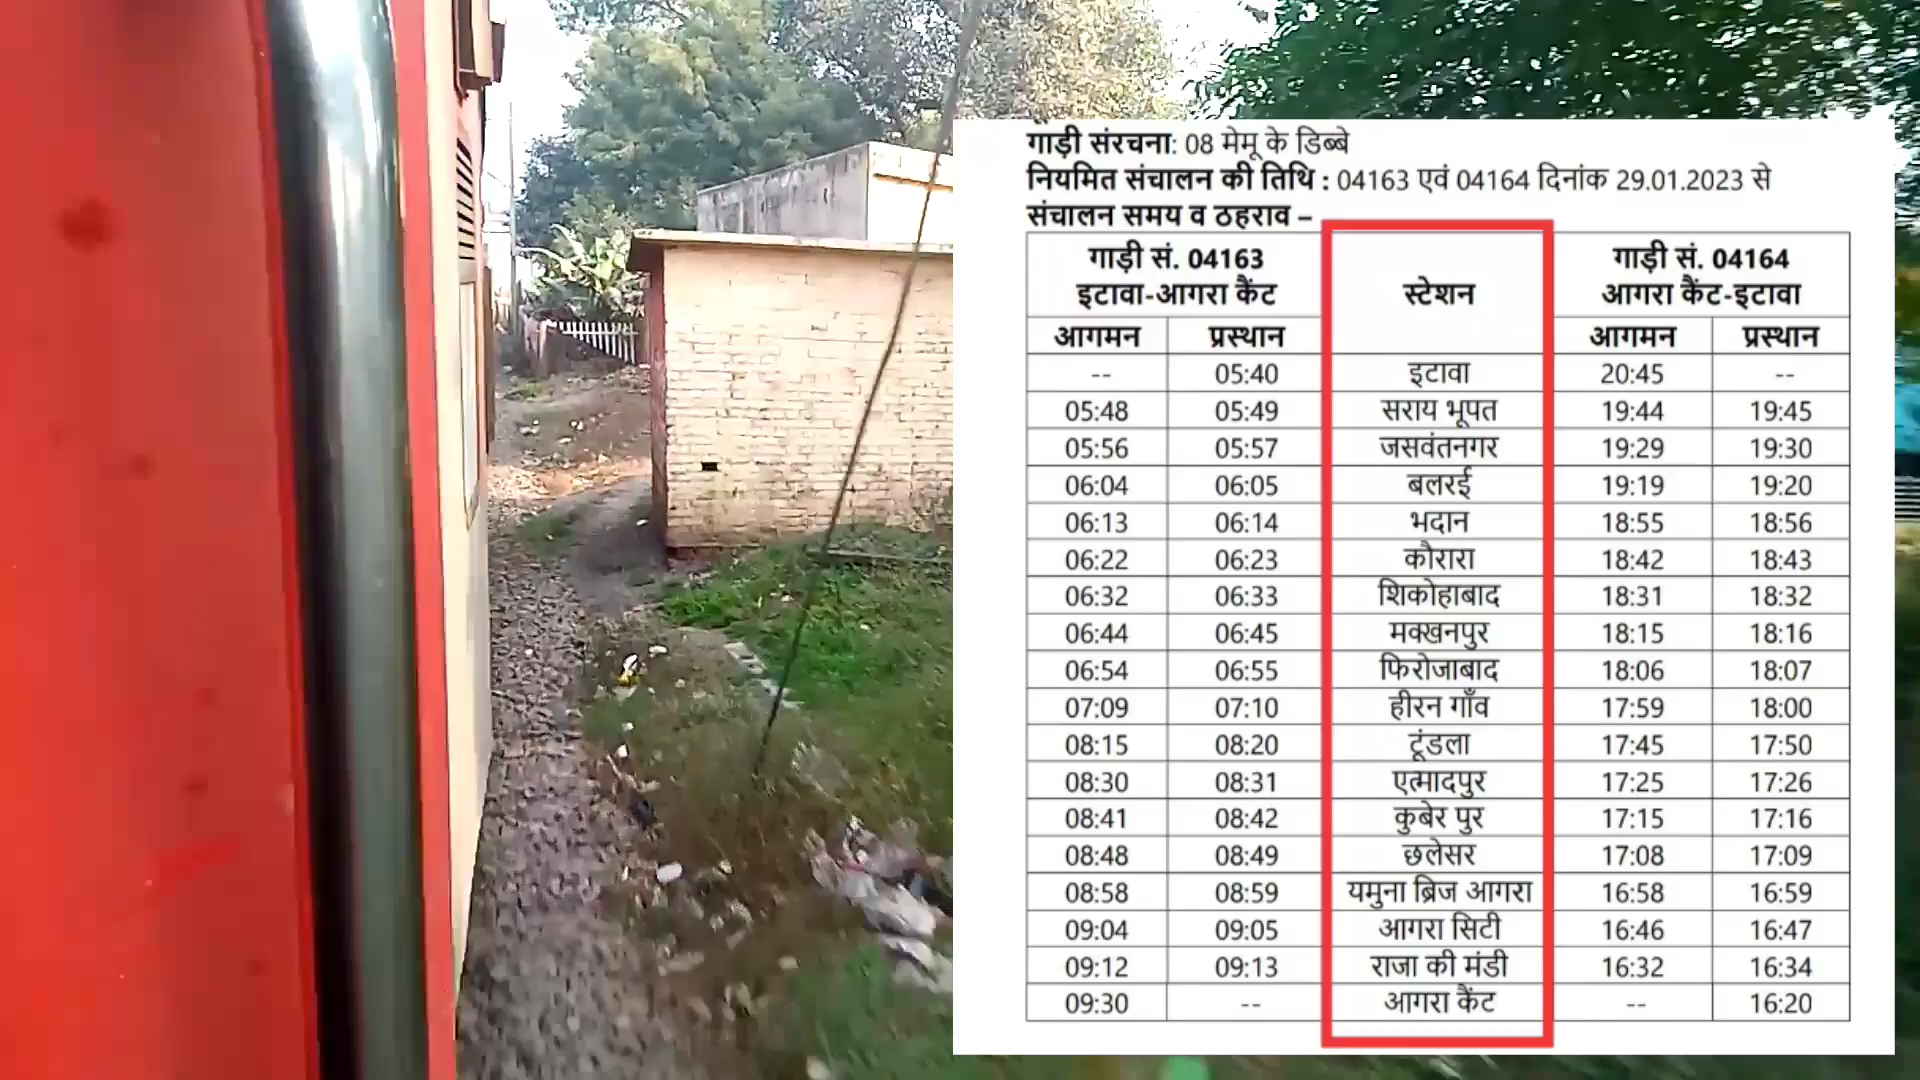 गाड़ी संरचना: 08 मेमू के डिब्बे
नियमित संचालन की तिथि : 04163 एवं 04164 दिनांक 29.01.2023 से
संचालन समय व ठहराव –
गाड़ी सं. 04163 इटावा-आगरा कैंट स्टेशन गाड़ी सं. 04164 आगरा कैंट-इटावा
आगमन प्रस्थान आगमन प्रस्थान
-- 05:40 इटावा 20:45 --
05:48 05:49 सराय भूपत 19:44 19:45
05:56 05:57 जसवंतनगर 19:29 19:30
06:04 06:05 बलरई 19:19 19:20
06:13 06:14 भदान 18:55 18:56
06:22 06:23 कौरारा 18:42 18:43
06:32 06:33 शिकोहाबाद 18:31 18:32
06:44 06:45 मक्खनपुर 18:15 18:16
06:54 06:55 फिरोजाबाद 18:06 18:07
07:09 07:10 हीरन गाँव 17:59 18:00
08:15 08:20 टूंडला 17:45 17:50
08:30 08:31 एत्मादपुर 17:25 17:26
08:41 08:42 कुबेर पुर 17:15 17:16
08:48 08:49 छलेसर 17:08 17:09
08:58 08:59 यमुना ब्रिज आगरा 16:58 16:59
09:04 09:05 आगरा सिटी 16:46 16:47
09:12 09:13 राजा की मंडी 16:32 16:34
09:30 -- आगरा कैंट -- 16:20